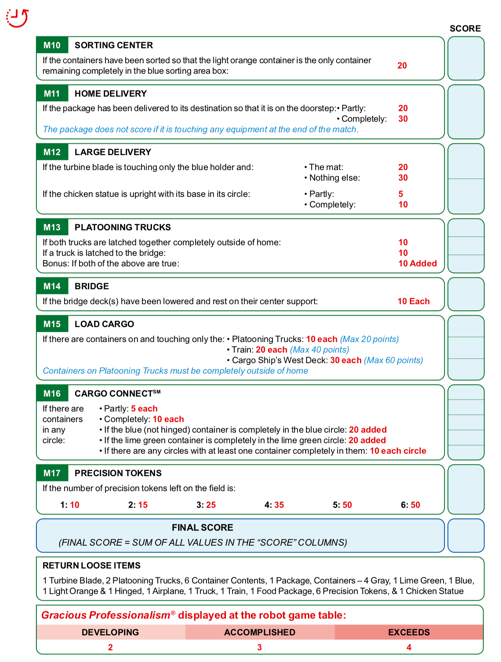 SCORE
M10 SORTING CENTER
If the containers have been sorted so that the light orange container is the only container
remaining completely in the blue sorting area box: 20
M11 HOME DELIVERY
If the package has been delivered to its destination so that it is on the doorstep: • Partly: 20
• Completely: 30
The package does not score if it is touching any equipment at the end of the match.
M12 LARGE DELIVERY
If the turbine blade is touching only the blue holder and: • The mat: 20
• Nothing else: 30
If the chicken statue is upright with its base in its circle: • Partly: 5
• Completely: 10
M13 PLATOONING TRUCKS
If both trucks are latched together completely outside of home: 10
If a truck is latched to the bridge: 10
Bonus: If both of the above are true: 10 Added
M14 BRIDGE
If the bridge deck(s) have been lowered and rest on their center support: 10 Each
M15 LOAD CARGO
If there are containers on and touching only the: • Platooning Trucks: 10 each (Max 20 points)
• Train: 20 each (Max 40 points)
• Cargo Ship's West Deck: 30 each (Max 60 points)
Containers on Platooning Trucks must be completely outside of home
M16 CARGO CONNECT℠
If there are • Partly: 5 each
containers • Completely: 10 each
in any • If the blue (not hinged) container is completely in the blue circle: 20 added
circle: • If the lime green container is completely in the lime green circle: 20 added
• If there are any circles with at least one container completely in them: 10 each circle
M17 PRECISION TOKENS
If the number of precision tokens left on the field is:
1: 10 2: 15 3: 25 4: 35 5: 50 6: 50
FINAL SCORE
(FINAL SCORE = SUM OF ALL VALUES IN THE "SCORE" COLUMNS)
RETURN LOOSE ITEMS
1 Turbine Blade, 2 Platooning Trucks, 6 Container Contents, 1 Package, Containers – 4 Gray, 1 Lime Green, 1 Blue,
1 Light Orange & 1 Hinged, 1 Airplane, 1 Truck, 1 Train, 1 Food Package, 6 Precision Tokens, & 1 Chicken Statue
Gracious Professionalism® displayed at the robot game table:
DEVELOPING ACCOMPLISHED EXCEEDS
2 3 4